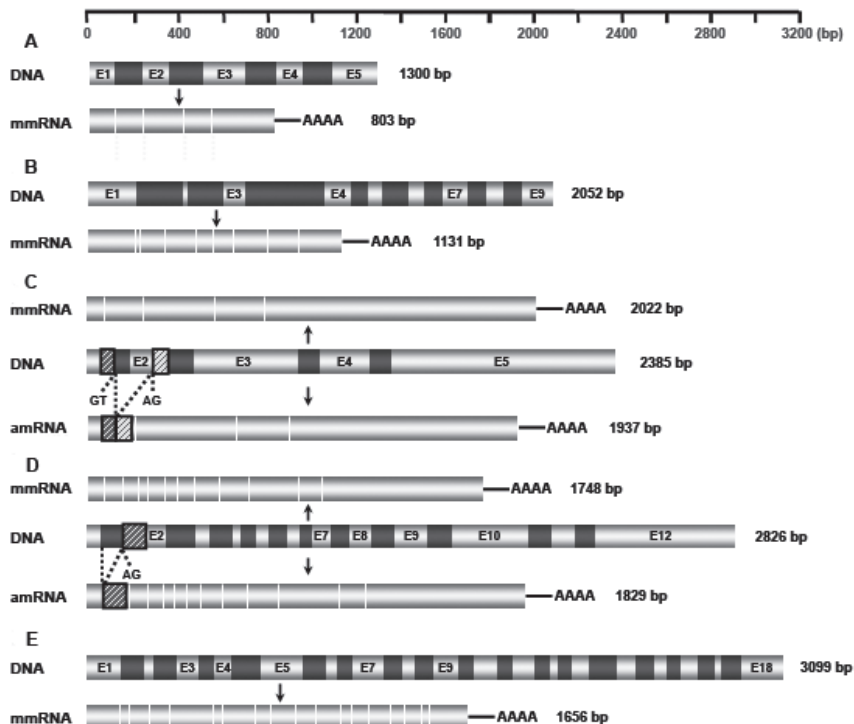 0 400 800 1200 1600 2000 2400 2800 3200 (bp)
A
DNA E1 E2 E3 E4 E5 1300 bp
mmRNA AAAA 803 bp
B
DNA E1 E3 E4 E7 E9 2052 bp
mmRNA AAAA 1131 bp
C
mmRNA AAAA 2022 bp
DNA E2 E3 E4 E5 2385 bp
GT AG
amRNA AAAA 1937 bp
D
mmRNA AAAA 1748 bp
DNA E2 E7 E8 E9 E10 E12 2826 bp
AG
amRNA AAAA 1829 bp
E
DNA E1 E3 E4 E5 E7 E9 E18 3099 bp
mmRNA AAAA 1656 bp